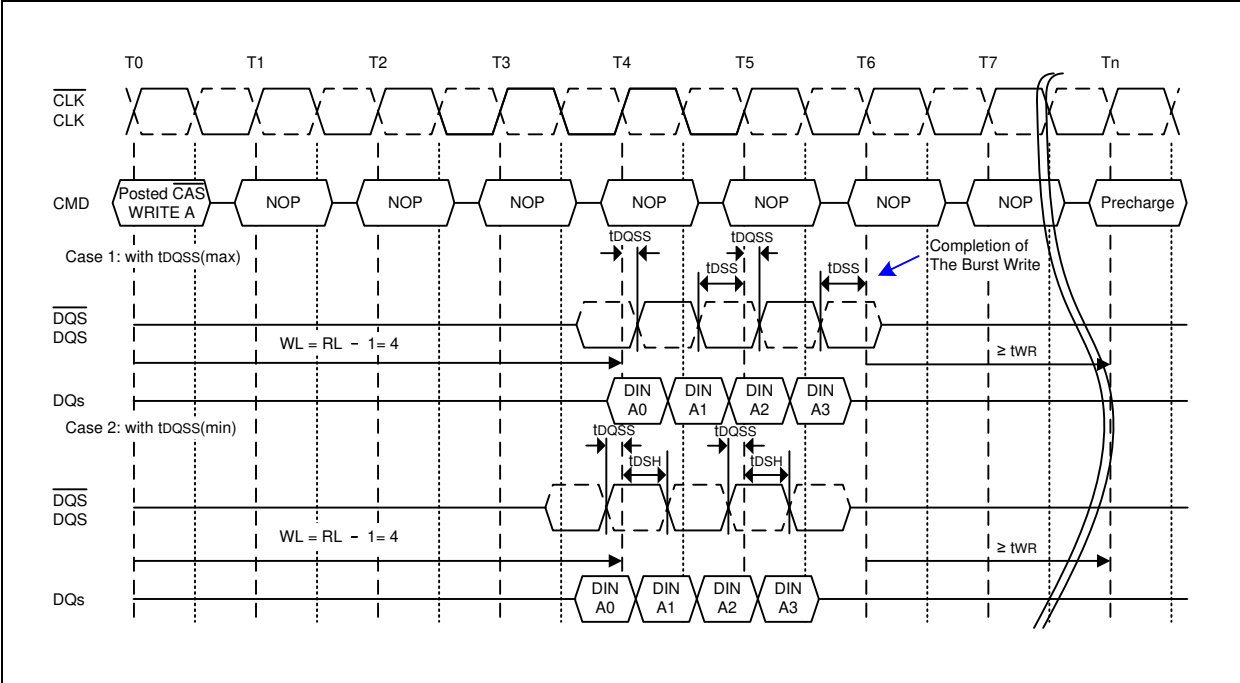 T0 T1 T2 T3 T4 T5 T6 T7 Tn
CLK
CLK
CMD
Posted CAS
WRITE A
NOP NOP NOP NOP NOP NOP NOP Precharge
Case 1: with tDQSS(max)
tDQSS tDQSS
tDSS tDSS
Completion of
The Burst Write
DQS
DQS
WL = RL - 1= 4
≥ tWR
DQs
DIN
A0
DIN
A1
DIN
A2
DIN
A3
Case 2: with tDQSS(min)
tDQSS tDQSS
tDSH tDSH
DQS
DQS
WL = RL - 1= 4
≥ tWR
DQs
DIN
A0
DIN
A1
DIN
A2
DIN
A3